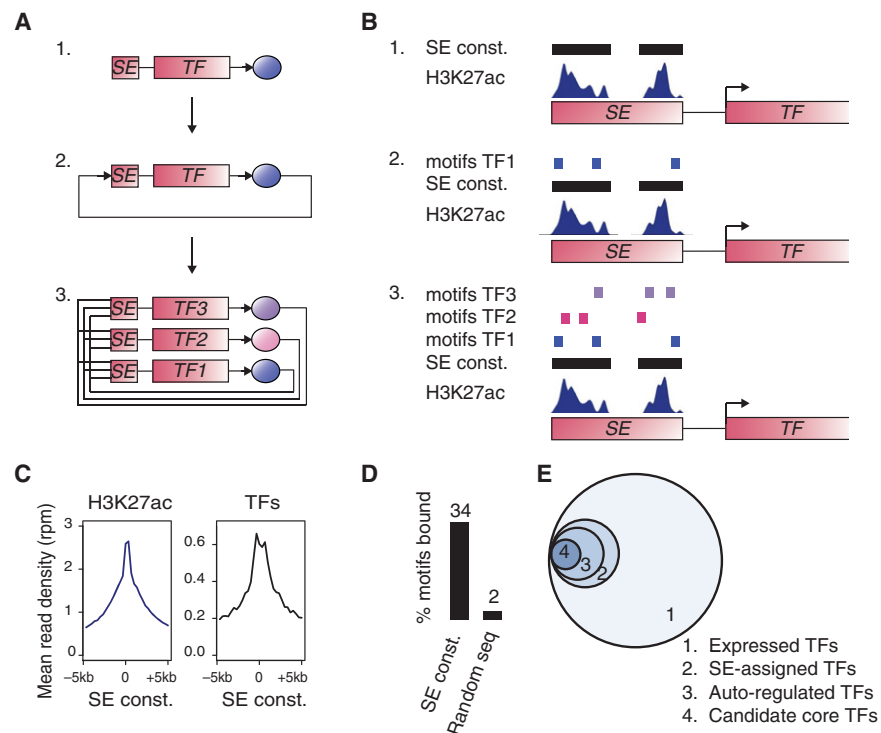 A
1.
SE
TF
2.
SE
TF
3.
SE
TF3
SE
TF2
SE
TF1
B
1.
SE const.
H3K27ac
SE
TF
2.
motifs TF1
SE const.
H3K27ac
SE
TF
3.
motifs TF3
motifs TF2
motifs TF1
SE const.
H3K27ac
SE
TF
C
H3K27ac
Mean read density (rpm)
3
2
1
0
−5kb 0 +5kb
SE const.
TFs
0.6
0.4
0.2
0.0
−5kb 0 +5kb
SE const.
D
% motifs bound
34
2
SE const.
Random seq
E
4
3
2
1
1. Expressed TFs
2. SE-assigned TFs
3. Auto-regulated TFs
4. Candidate core TFs